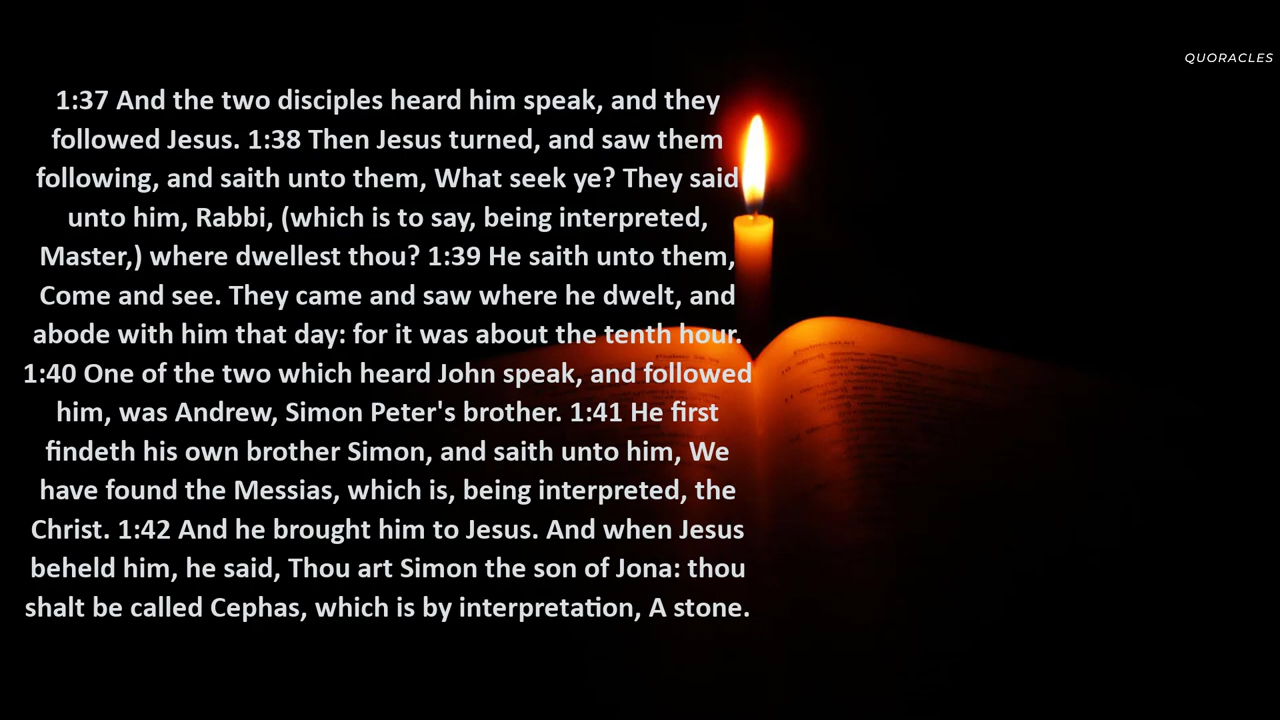 QUORACLES
1:37 And the two disciples heard him speak, and they
followed Jesus. 1:38 Then Jesus turned, and saw them
following, and saith unto them, What seek ye? They said
unto him, Rabbi, (which is to say, being interpreted,
Master,) where dwellest thou? 1:39 He saith unto them,
Come and see. They came and saw where he dwelt, and
abode with him that day: for it was about the tenth hour.
1:40 One of the two which heard John speak, and followed
him, was Andrew, Simon Peter's brother. 1:41 He first
findeth his own brother Simon, and saith unto him, We
have found the Messias, which is, being interpreted, the
Christ. 1:42 And he brought him to Jesus. And when Jesus
beheld him, he said, Thou art Simon the son of Jona: thou
shalt be called Cephas, which is by interpretation, A stone.